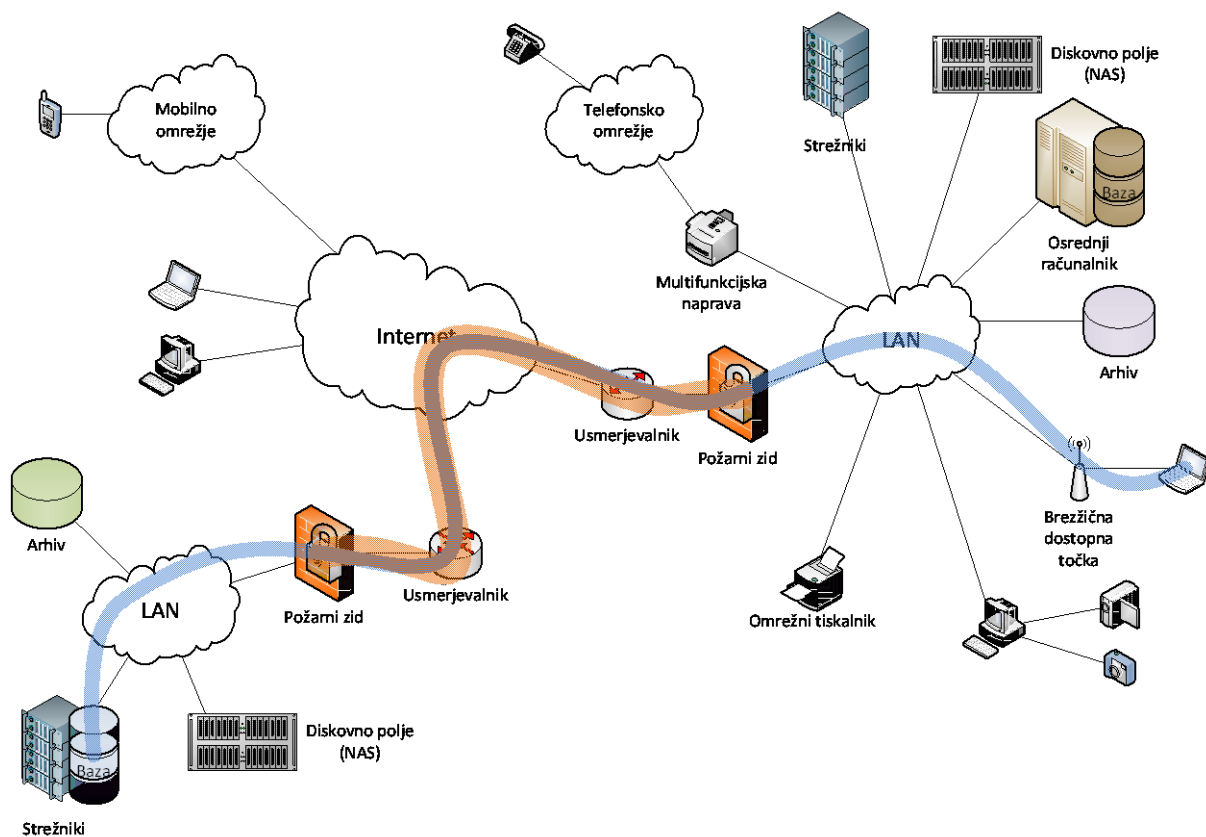 Mobilno
omrežje
Telefonsko
omrežje
Strežniki
Diskovno polje
(NAS)
Baza
Osrednji
računalnik
Multifunkcijska
naprava
Internet
LAN
Arhiv
Usmerjevalnik
Požarni zid
Brezžična
dostopna
točka
Arhiv
LAN
Požarni zid
Usmerjevalnik
Omrežni tiskalnik
Diskovno polje
(NAS)
Baza
Strežniki